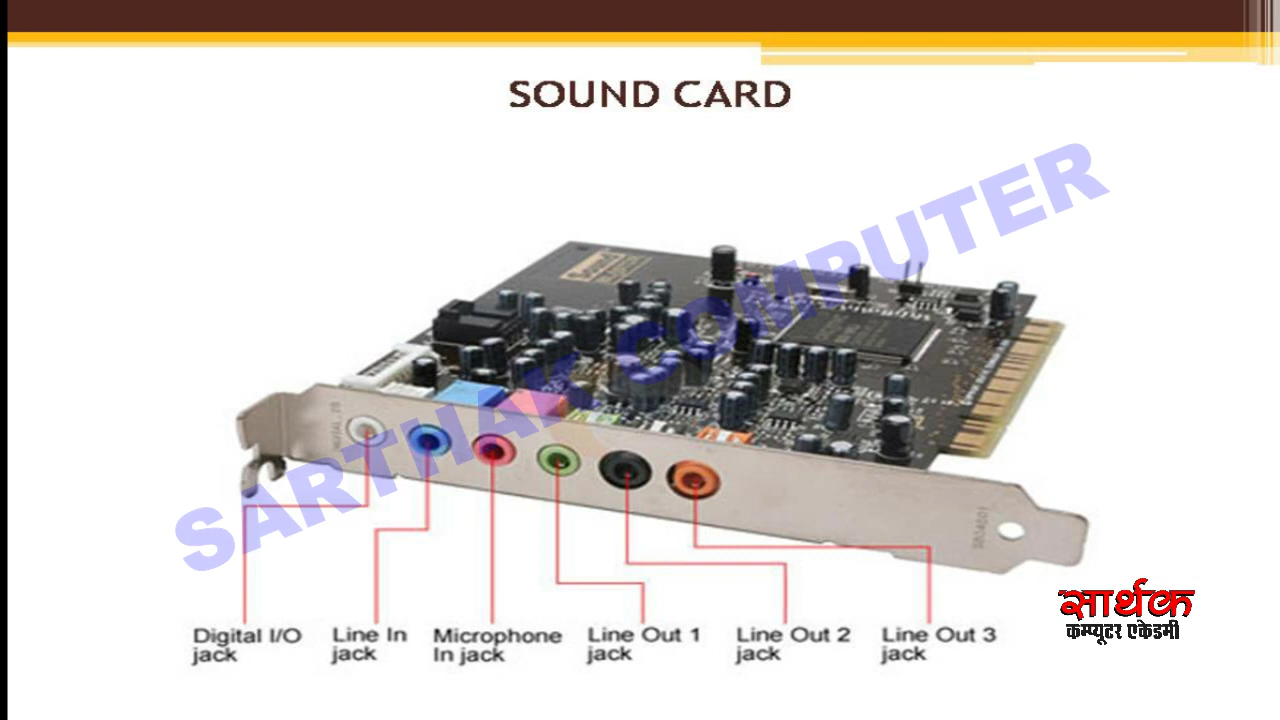 SOUND CARD
SARTHAK COMPUTER
SB0400
Digital I/O
jack
Line In
jack
Microphone
In jack
Line Out 1
jack
Line Out 2
jack
Line Out 3
jack
सार्थक
कम्प्यूटर एकेडमी